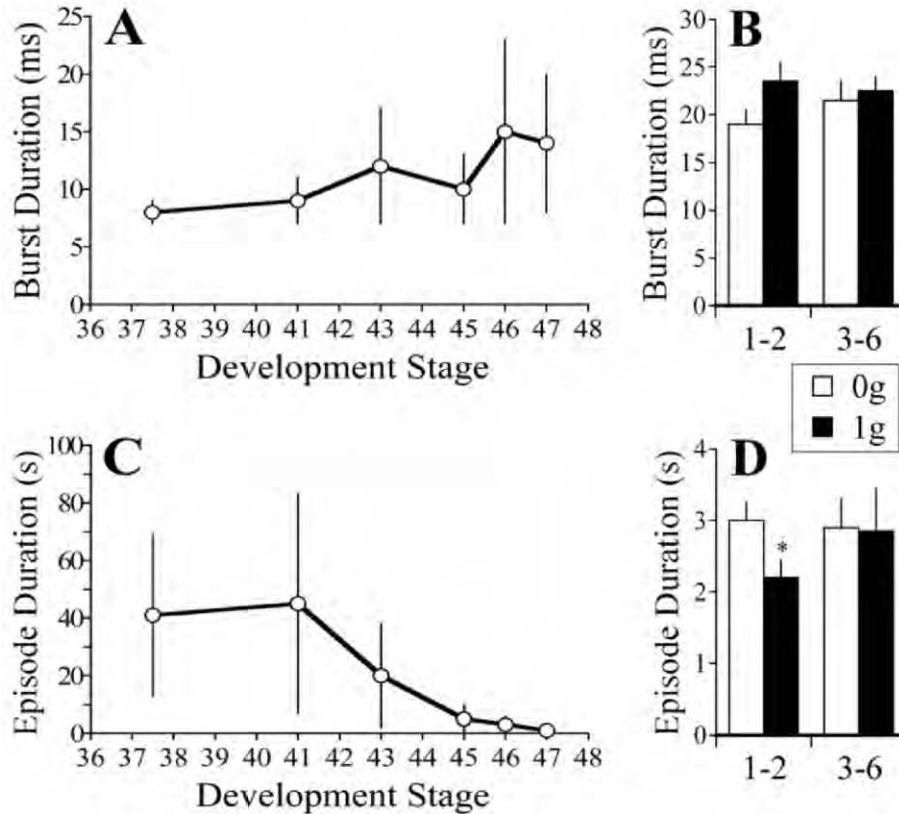 A
Burst Duration (ms)
25
20
15
10
5
0
36 37 38 39 40 41 42 43 44 45 46 47 48
Development Stage
B
Burst Duration (ms)
30
25
20
15
10
5
0
1-2 3-6
0g
1g
C
Episode Duration (s)
100
80
60
40
20
0
36 37 38 39 40 41 42 43 44 45 46 47 48
Development Stage
D
Episode Duration (s)
4
3
2
1
0
*
1-2 3-6